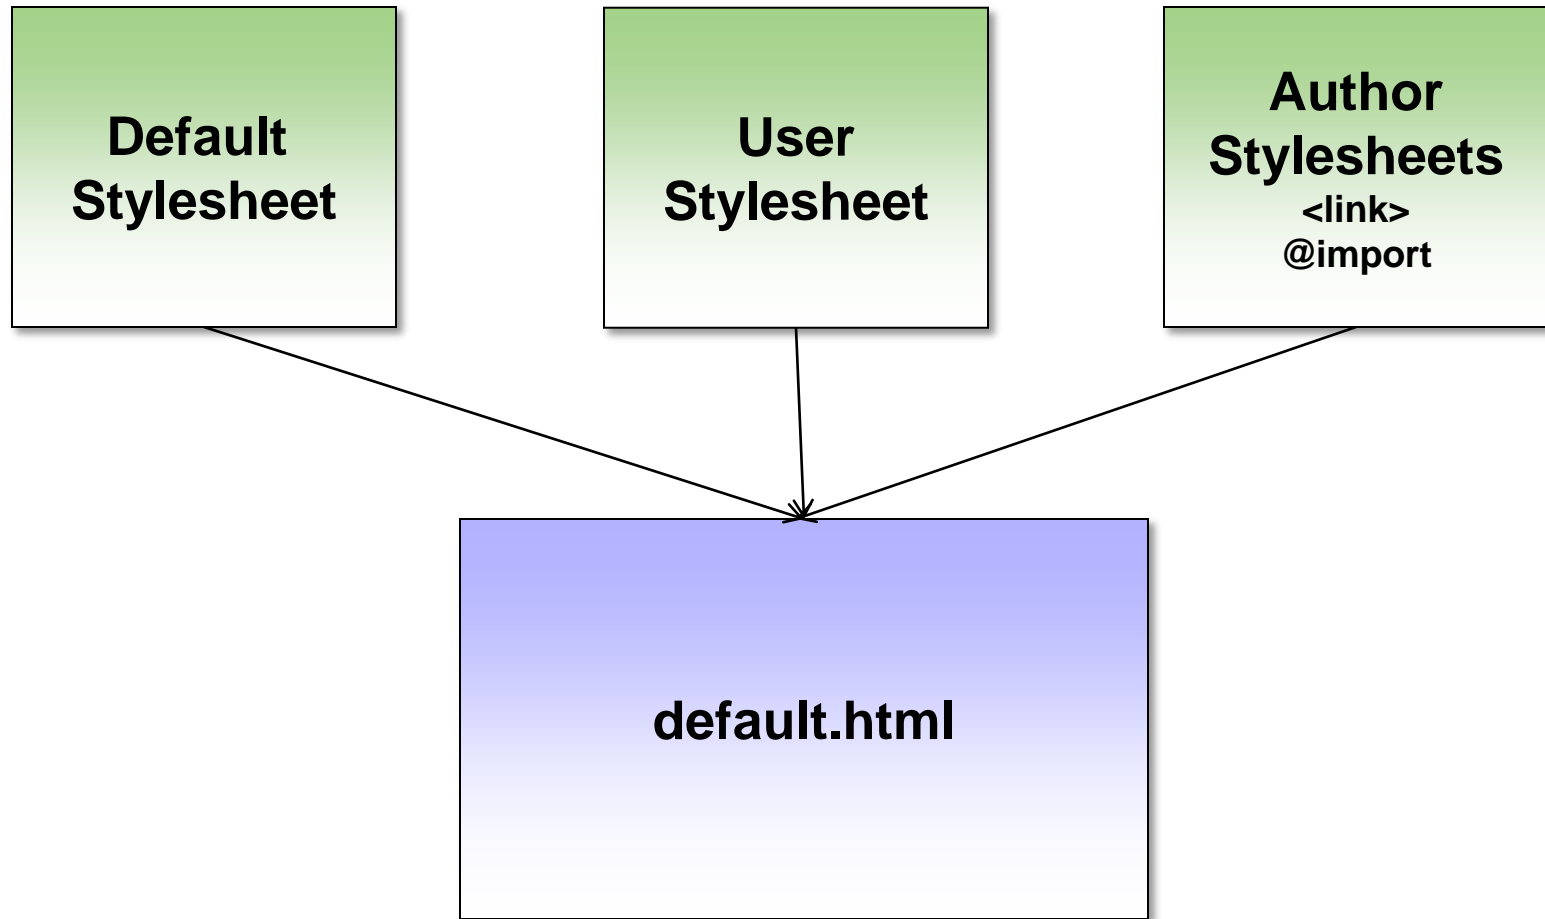 Default
Stylesheet
User
Stylesheet
Author
Stylesheets
<link>
@import
default.html